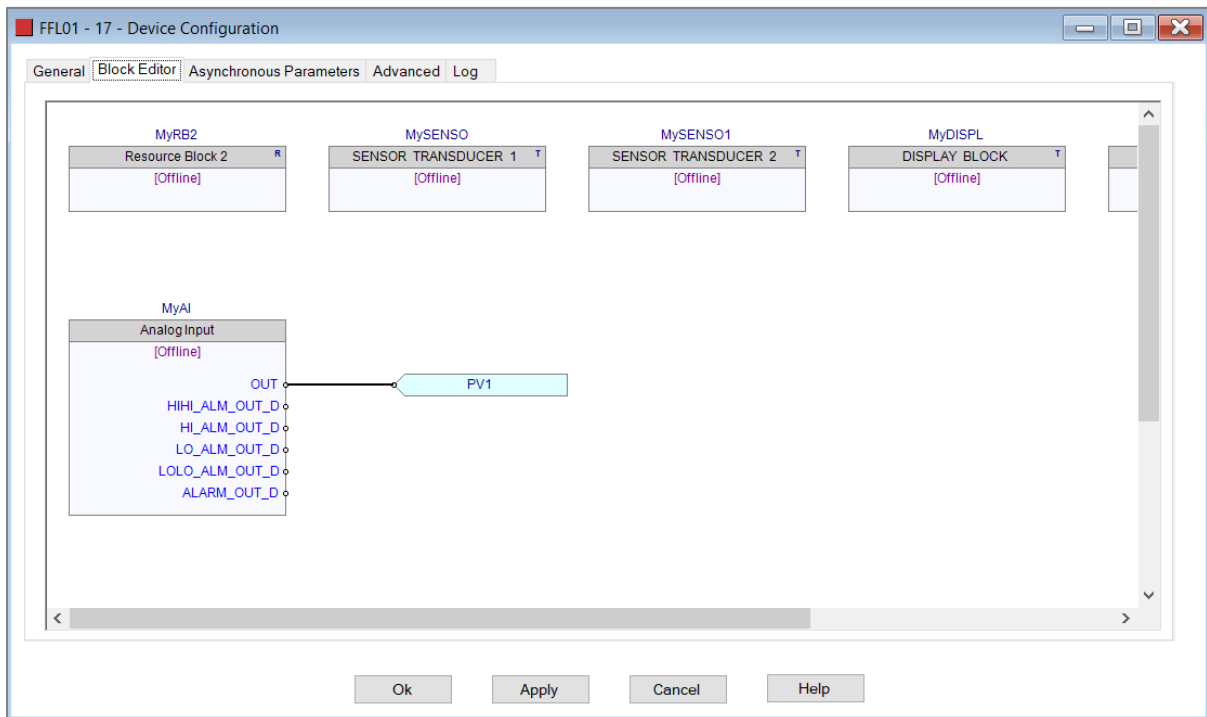 FFL01 - 17 - Device Configuration
General Block Editor Asynchronous Parameters Advanced Log
MyRB2 MySENSO MySENSO1 MyDISPL
Resource Block 2 R SENSOR TRANSDUCER 1 T SENSOR TRANSDUCER 2 T DISPLAY BLOCK T
[Offline] [Offline] [Offline] [Offline]
MyAI
Analog Input
[Offline]
OUT PV1
HIHI_ALM_OUT_D
HI_ALM_OUT_D
LO_ALM_OUT_D
LOLO_ALM_OUT_D
ALARM_OUT_D
Ok Apply Cancel Help